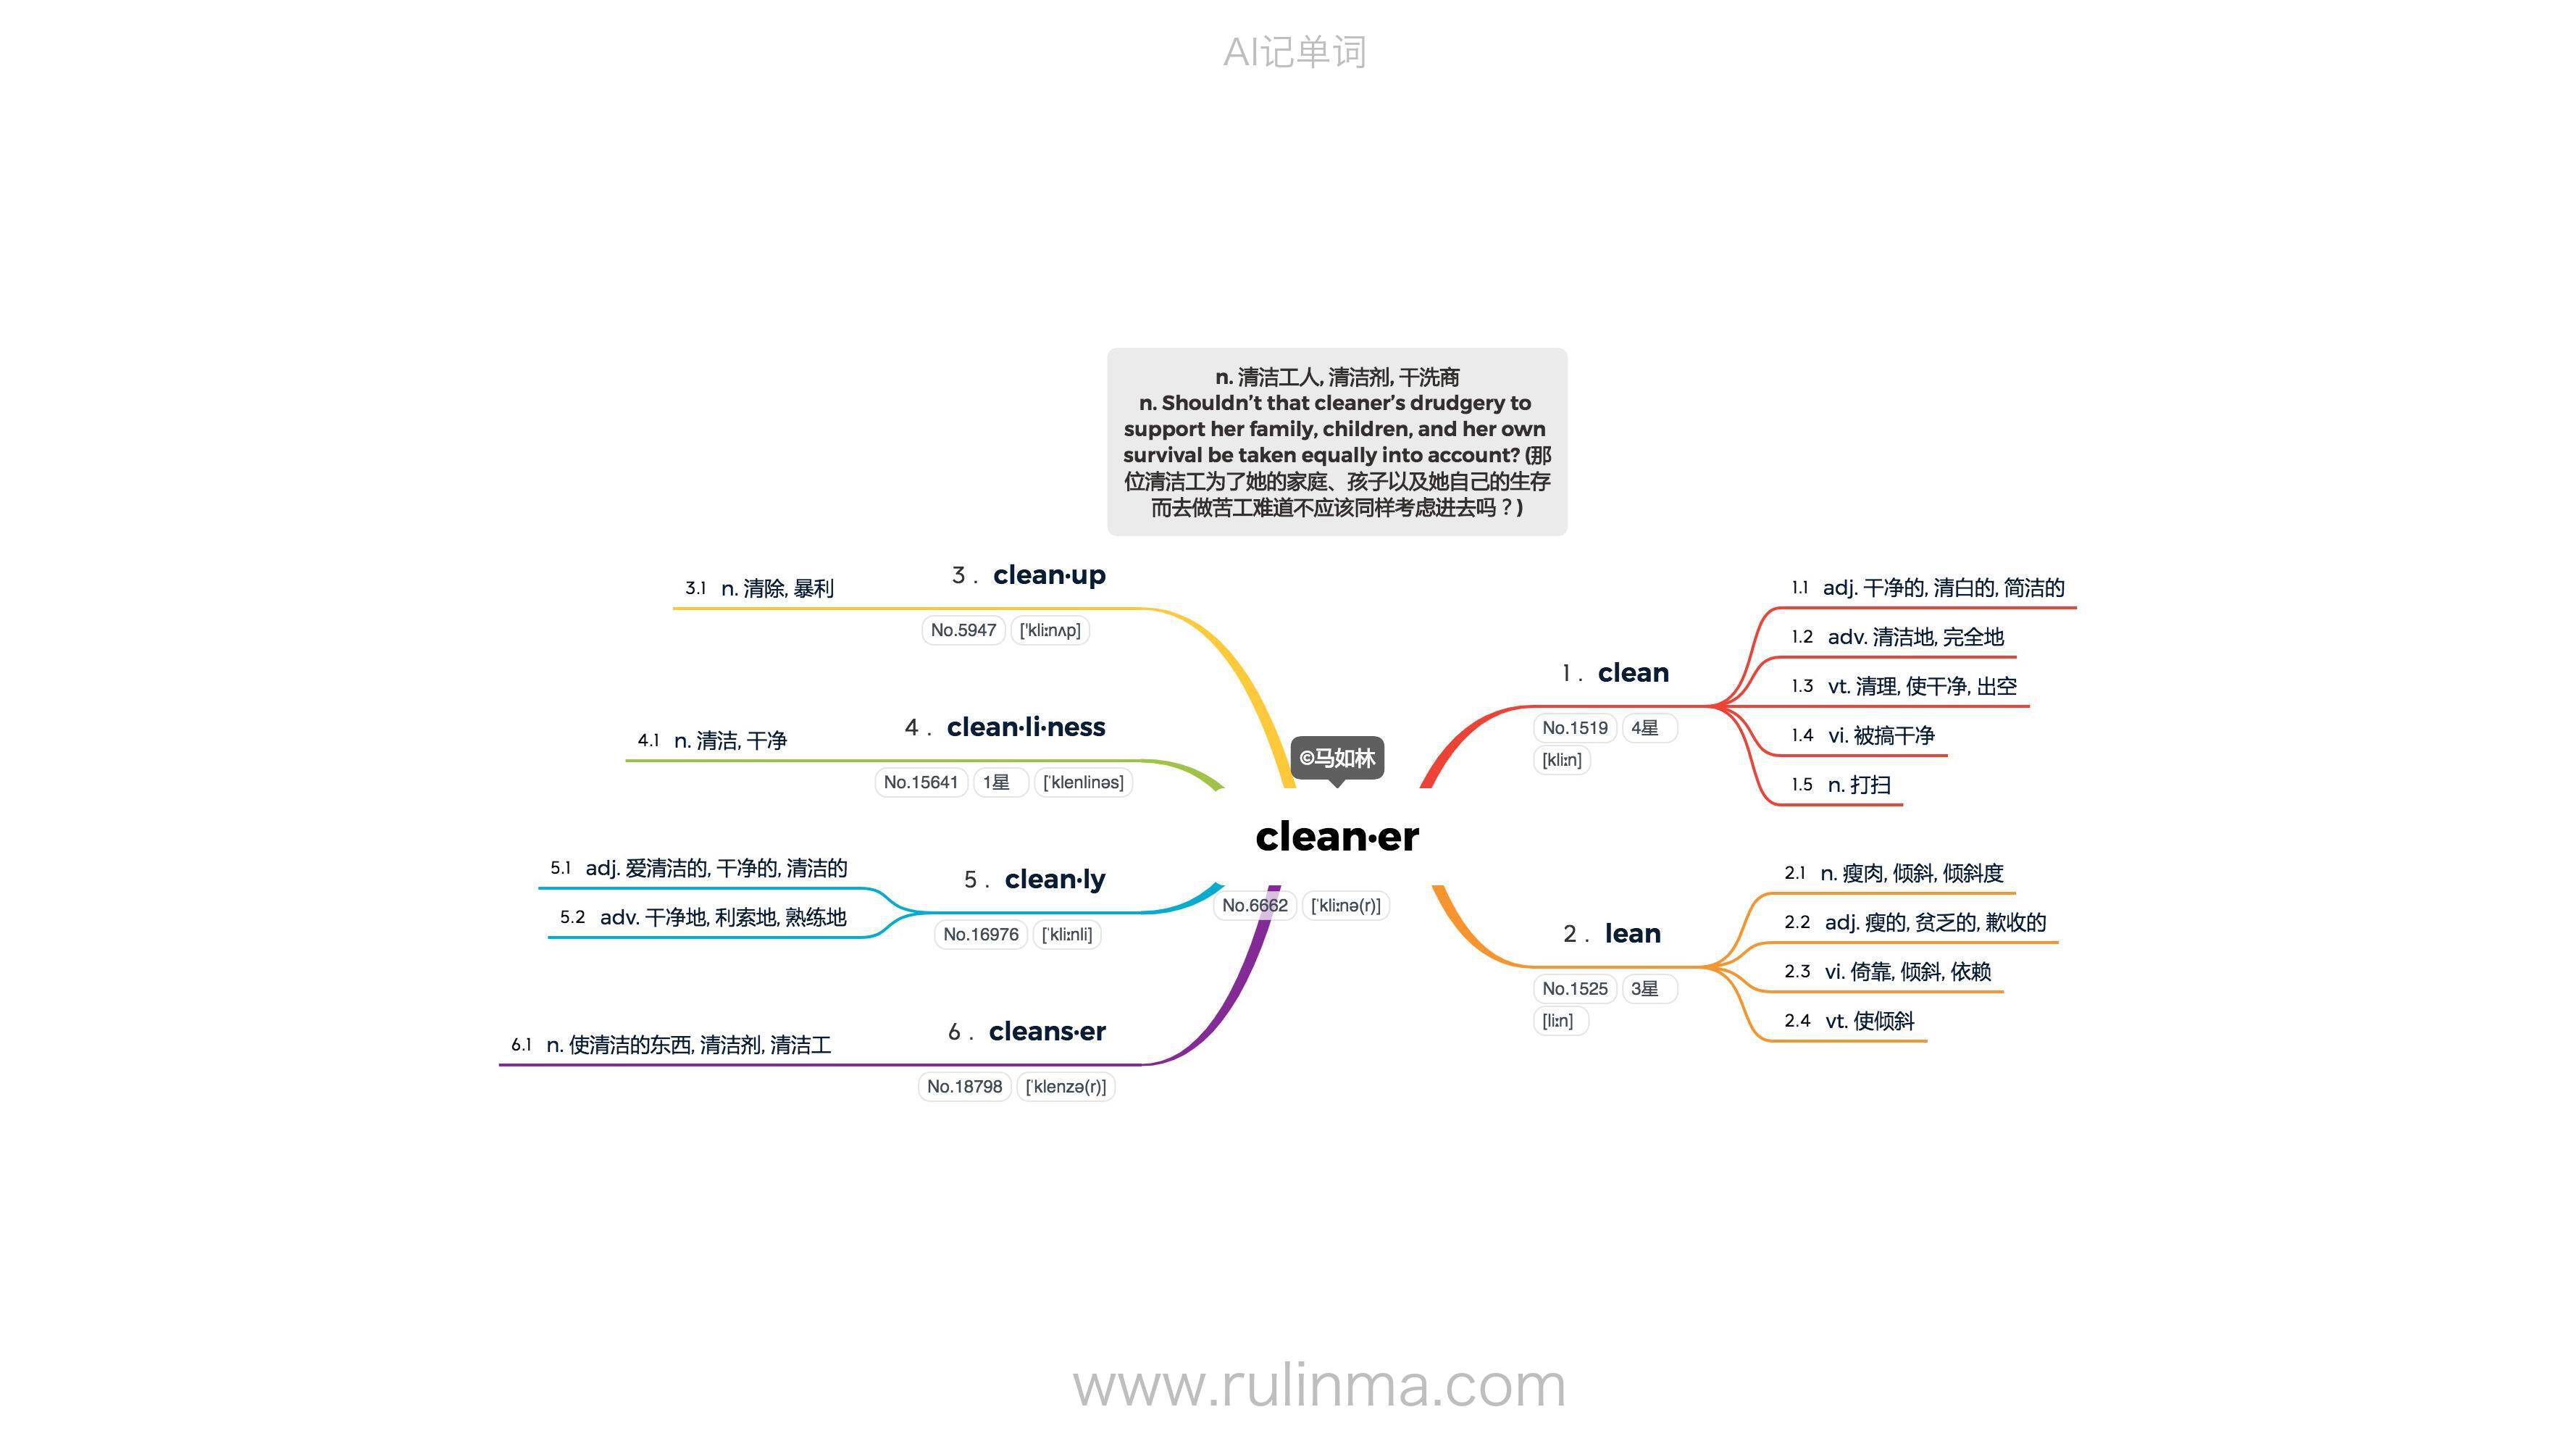 AI记单词
n. 清洁工人, 清洁剂, 干洗商
n. Shouldn’t that cleaner’s drudgery to
support her family, children, and her own
survival be taken equally into account? (那
位清洁工为了她的家庭、孩子以及她自己的生存
而去做苦工难道不应该同样考虑进去吗？)
©马如林
clean·er
No.6662 [ˈkliːnə(r)]
1. clean
No.1519 4星
[kliːn]
1.1 adj. 干净的, 清白的, 简洁的
1.2 adv. 清洁地, 完全地
1.3 vt. 清理, 使干净, 出空
1.4 vi. 被搞干净
1.5 n. 打扫
2. lean
No.1525 3星
[liːn]
2.1 n. 瘦肉, 倾斜, 倾斜度
2.2 adj. 瘦的, 贫乏的, 歉收的
2.3 vi. 倚靠, 倾斜, 依赖
2.4 vt. 使倾斜
3. clean·up
No.5947 ['kliːnʌp]
3.1 n. 清除, 暴利
4. clean·li·ness
No.15641 1星 [ˈklenlinəs]
4.1 n. 清洁, 干净
5. clean·ly
No.16976 [ˈkliːnli]
5.1 adj. 爱清洁的, 干净的, 清洁的
5.2 adv. 干净地, 利索地, 熟练地
6. cleans·er
No.18798 [ˈklenzə(r)]
6.1 n. 使清洁的东西, 清洁剂, 清洁工
www.rulinma.com